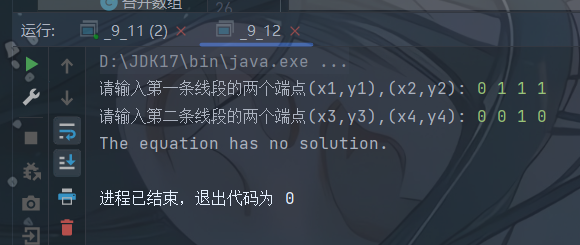 合并数组
26
运行:
_9_11 (2)
_9_12
D:\JDK17\bin\java.exe ...
请输入第一条线段的两个端点(x1,y1),(x2,y2): 0 1 1 1
请输入第二条线段的两个端点(x3,y3),(x4,y4): 0 0 1 0
The equation has no solution.
进程已结束，退出代码为 0